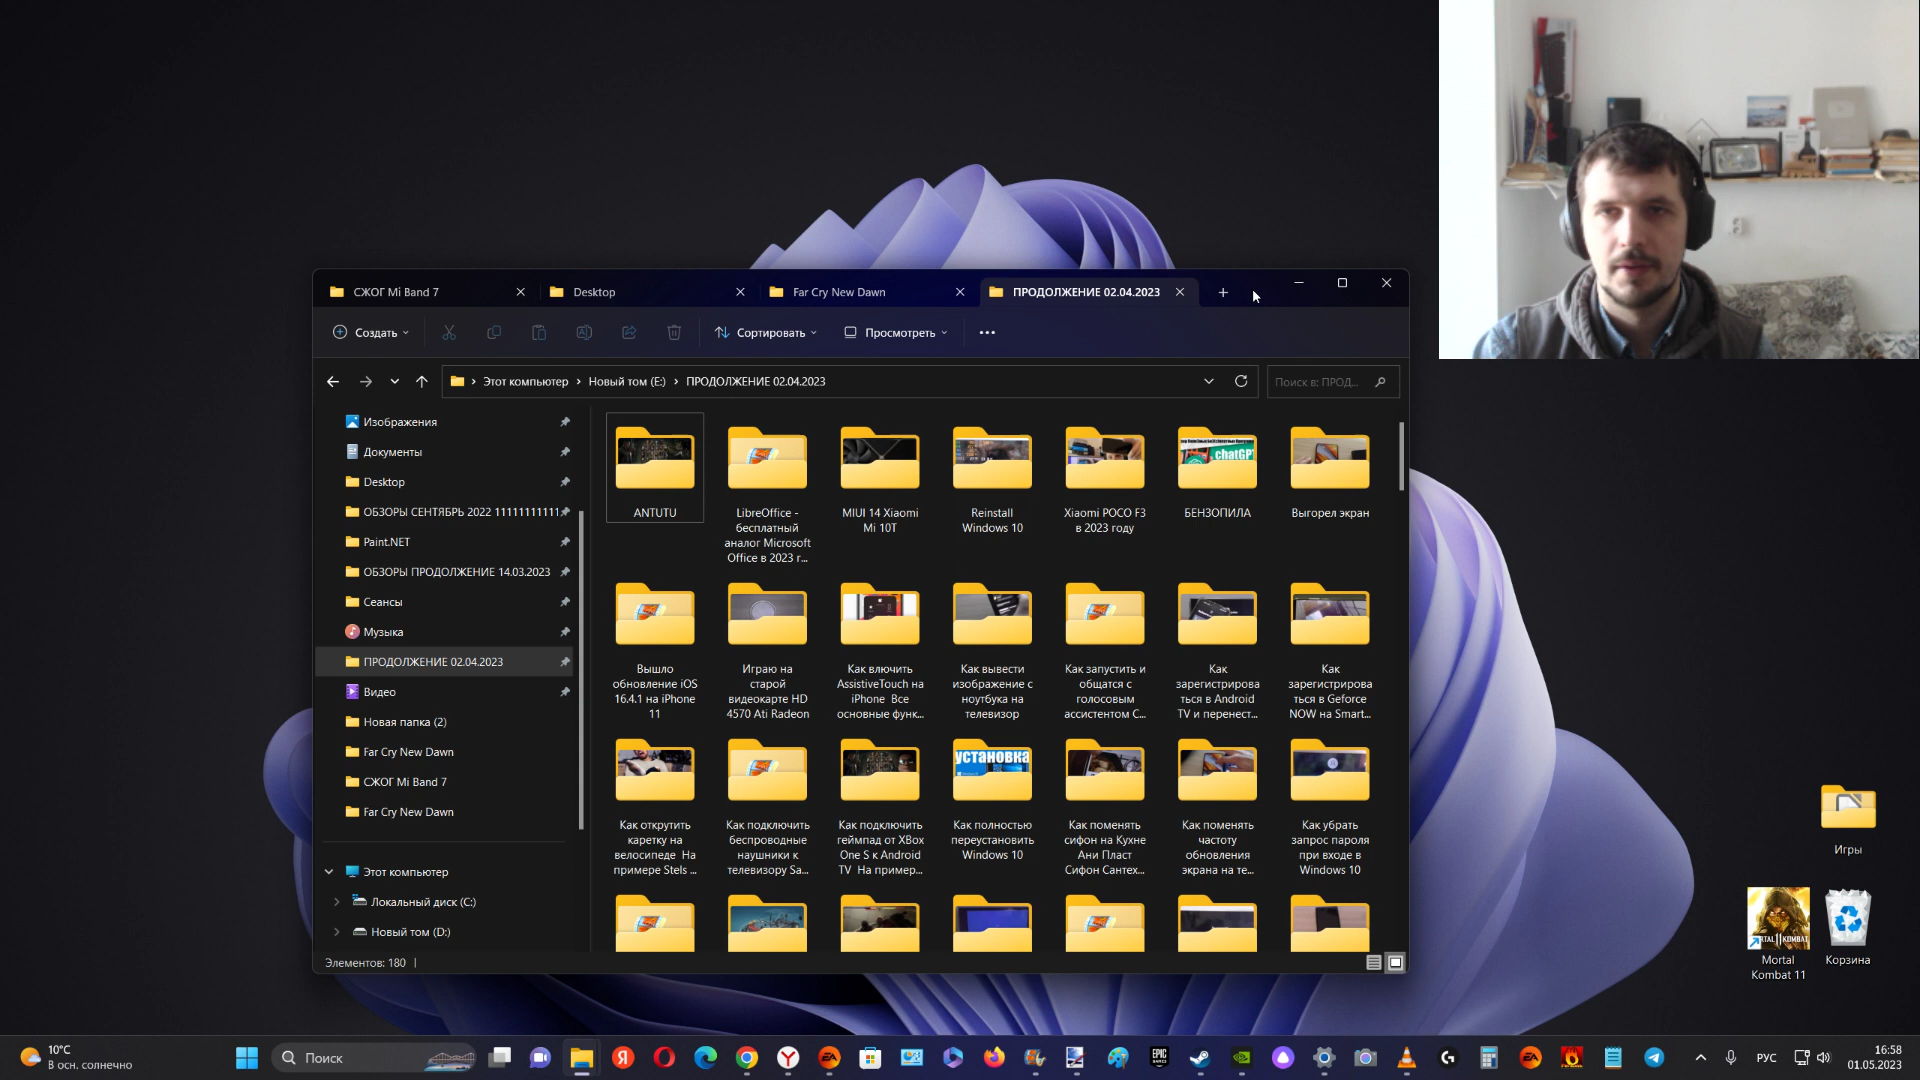 СЖОГ Mi Band 7
Desktop
Far Cry New Dawn
ПРОДОЛЖЕНИЕ 02.04.2023
Создать
Сортировать
Просмотреть
Этот компьютер
Новый том (E:)
ПРОДОЛЖЕНИЕ 02.04.2023
Поиск в: ПРОД...
Изображения
Документы
Desktop
ОБЗОРЫ СЕНТЯБРЬ 2022 11111111111
Paint.NET
ОБЗОРЫ ПРОДОЛЖЕНИЕ 14.03.2023
Сеансы
Музыка
ПРОДОЛЖЕНИЕ 02.04.2023
Видео
Новая папка (2)
Far Cry New Dawn
СЖОГ Mi Band 7
Far Cry New Dawn
Этот компьютер
Локальный диск (C:)
Новый том (D:)
chatGPT
ANTUTU
LibreOffice -
бесплатный
аналог Microsoft
Office в 2023 г...
MIUI 14 Xiaomi
Mi 10T
Reinstall
Windows 10
Xiaomi POCO F3
в 2023 году
БЕНЗОПИЛА
Выгорел экран
Вышло
обновление iOS
16.4.1 на iPhone
11
Играю на
старой
видеокарте HD
4570 Ati Radeon
Как влючить
AssistiveTouch на
iPhone Все
основные функ...
Как вывести
изображение с
ноутбука на
телевизор
Как запустить и
общатся с
голосовым
ассистентом С...
Как
зарегистрирова
ться в Android
TV и перенест...
Как
зарегистрирова
ться в Geforce
NOW на Smart...
УСТАНОВКА
Как открутить
каретку на
велосипеде На
примере Stels ...
Как подключить
беспроводные
наушники к
телевизору Sa...
Как подключить
геймпад от XBox
One S к Android
TV На пример...
Как полностью
переустановить
Windows 10
Как поменять
сифон на Кухне
Ани Пласт
Сифон Сантех...
Как поменять
частоту
обновления
экрана на те...
Как убрать
запрос пароля
при входе в
Windows 10
Элементов: 180
Игры
Mortal
Kombat 11
Корзина
10°C
В осн. солнечно
Поиск
РУС
16:58
01.05.2023